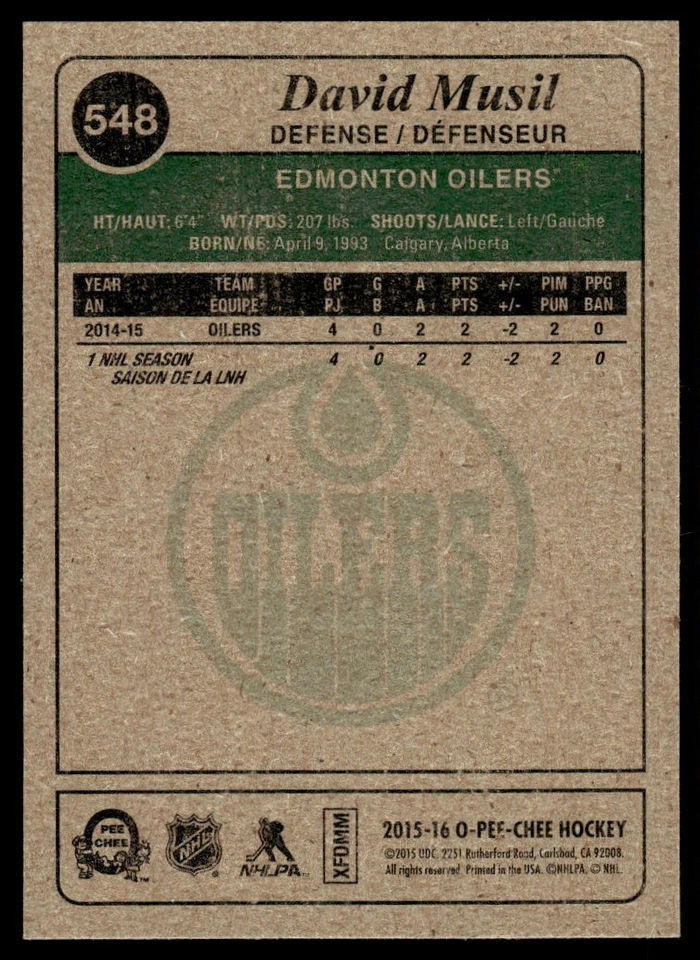 548
David Musil
DEFENSE / DÉFENSEUR
EDMONTON OILERS
HT/HAUT: 6'4" WT/PDS: 207 lbs. SHOOTS/LANCE: Left/Gauche
BORN/NÉ: April 9, 1993 Calgary, Alberta
YEAR TEAM GP G A PTS +/- PIM PPG
AN ÉQUIPE PJ B A PTS +/- PUN BAN
2014-15 OILERS 4 0 2 2 -2 2 0
1 NHL SEASON 4 0 2 2 -2 2 0
SAISON DE LA LNH
OILERS
PEE
CHEE
TM
NHL
NHLPA
XFDMM
2015-16 O-PEE-CHEE HOCKEY
©2015 UDC. 2251 Rutherford Road, Carlsbad, CA 92008.
All rights reserved. Printed in the USA. ©NHLPA. © NHL.